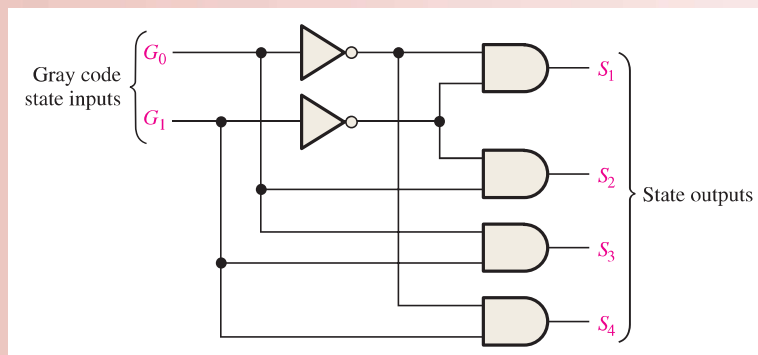 Gray code
state inputs
G₀
G₁
S₁
S₂
S₃
S₄
State outputs